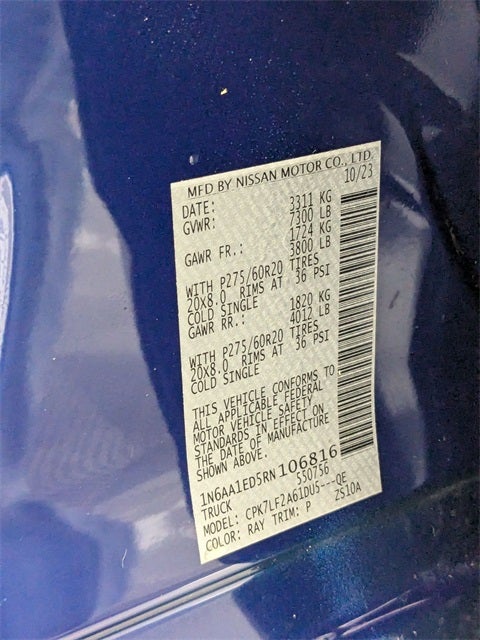 MFD BY NISSAN MOTOR CO., LTD.
DATE: 10/23
GVWR: 3311 KG
7300 LB
GAWR FR.: 1724 KG
3800 LB
WITH P275/60R20 TIRES
20X8.0 RIMS AT 36 PSI
COLD SINGLE
GAWR RR.: 1820 KG
4012 LB
WITH P275/60R20 TIRES
20X8.0 RIMS AT 36 PSI
COLD SINGLE
THIS VEHICLE CONFORMS TO
ALL APPLICABLE FEDERAL
MOTOR VEHICLE SAFETY
STANDARDS IN EFFECT ON
THE DATE OF MANUFACTURE
SHOWN ABOVE.
1N6AA1ED5RN106816
TRUCK 550756
MODEL: CPK7LF2A61DU5---QE
COLOR: RAY TRIM: P 2S10A